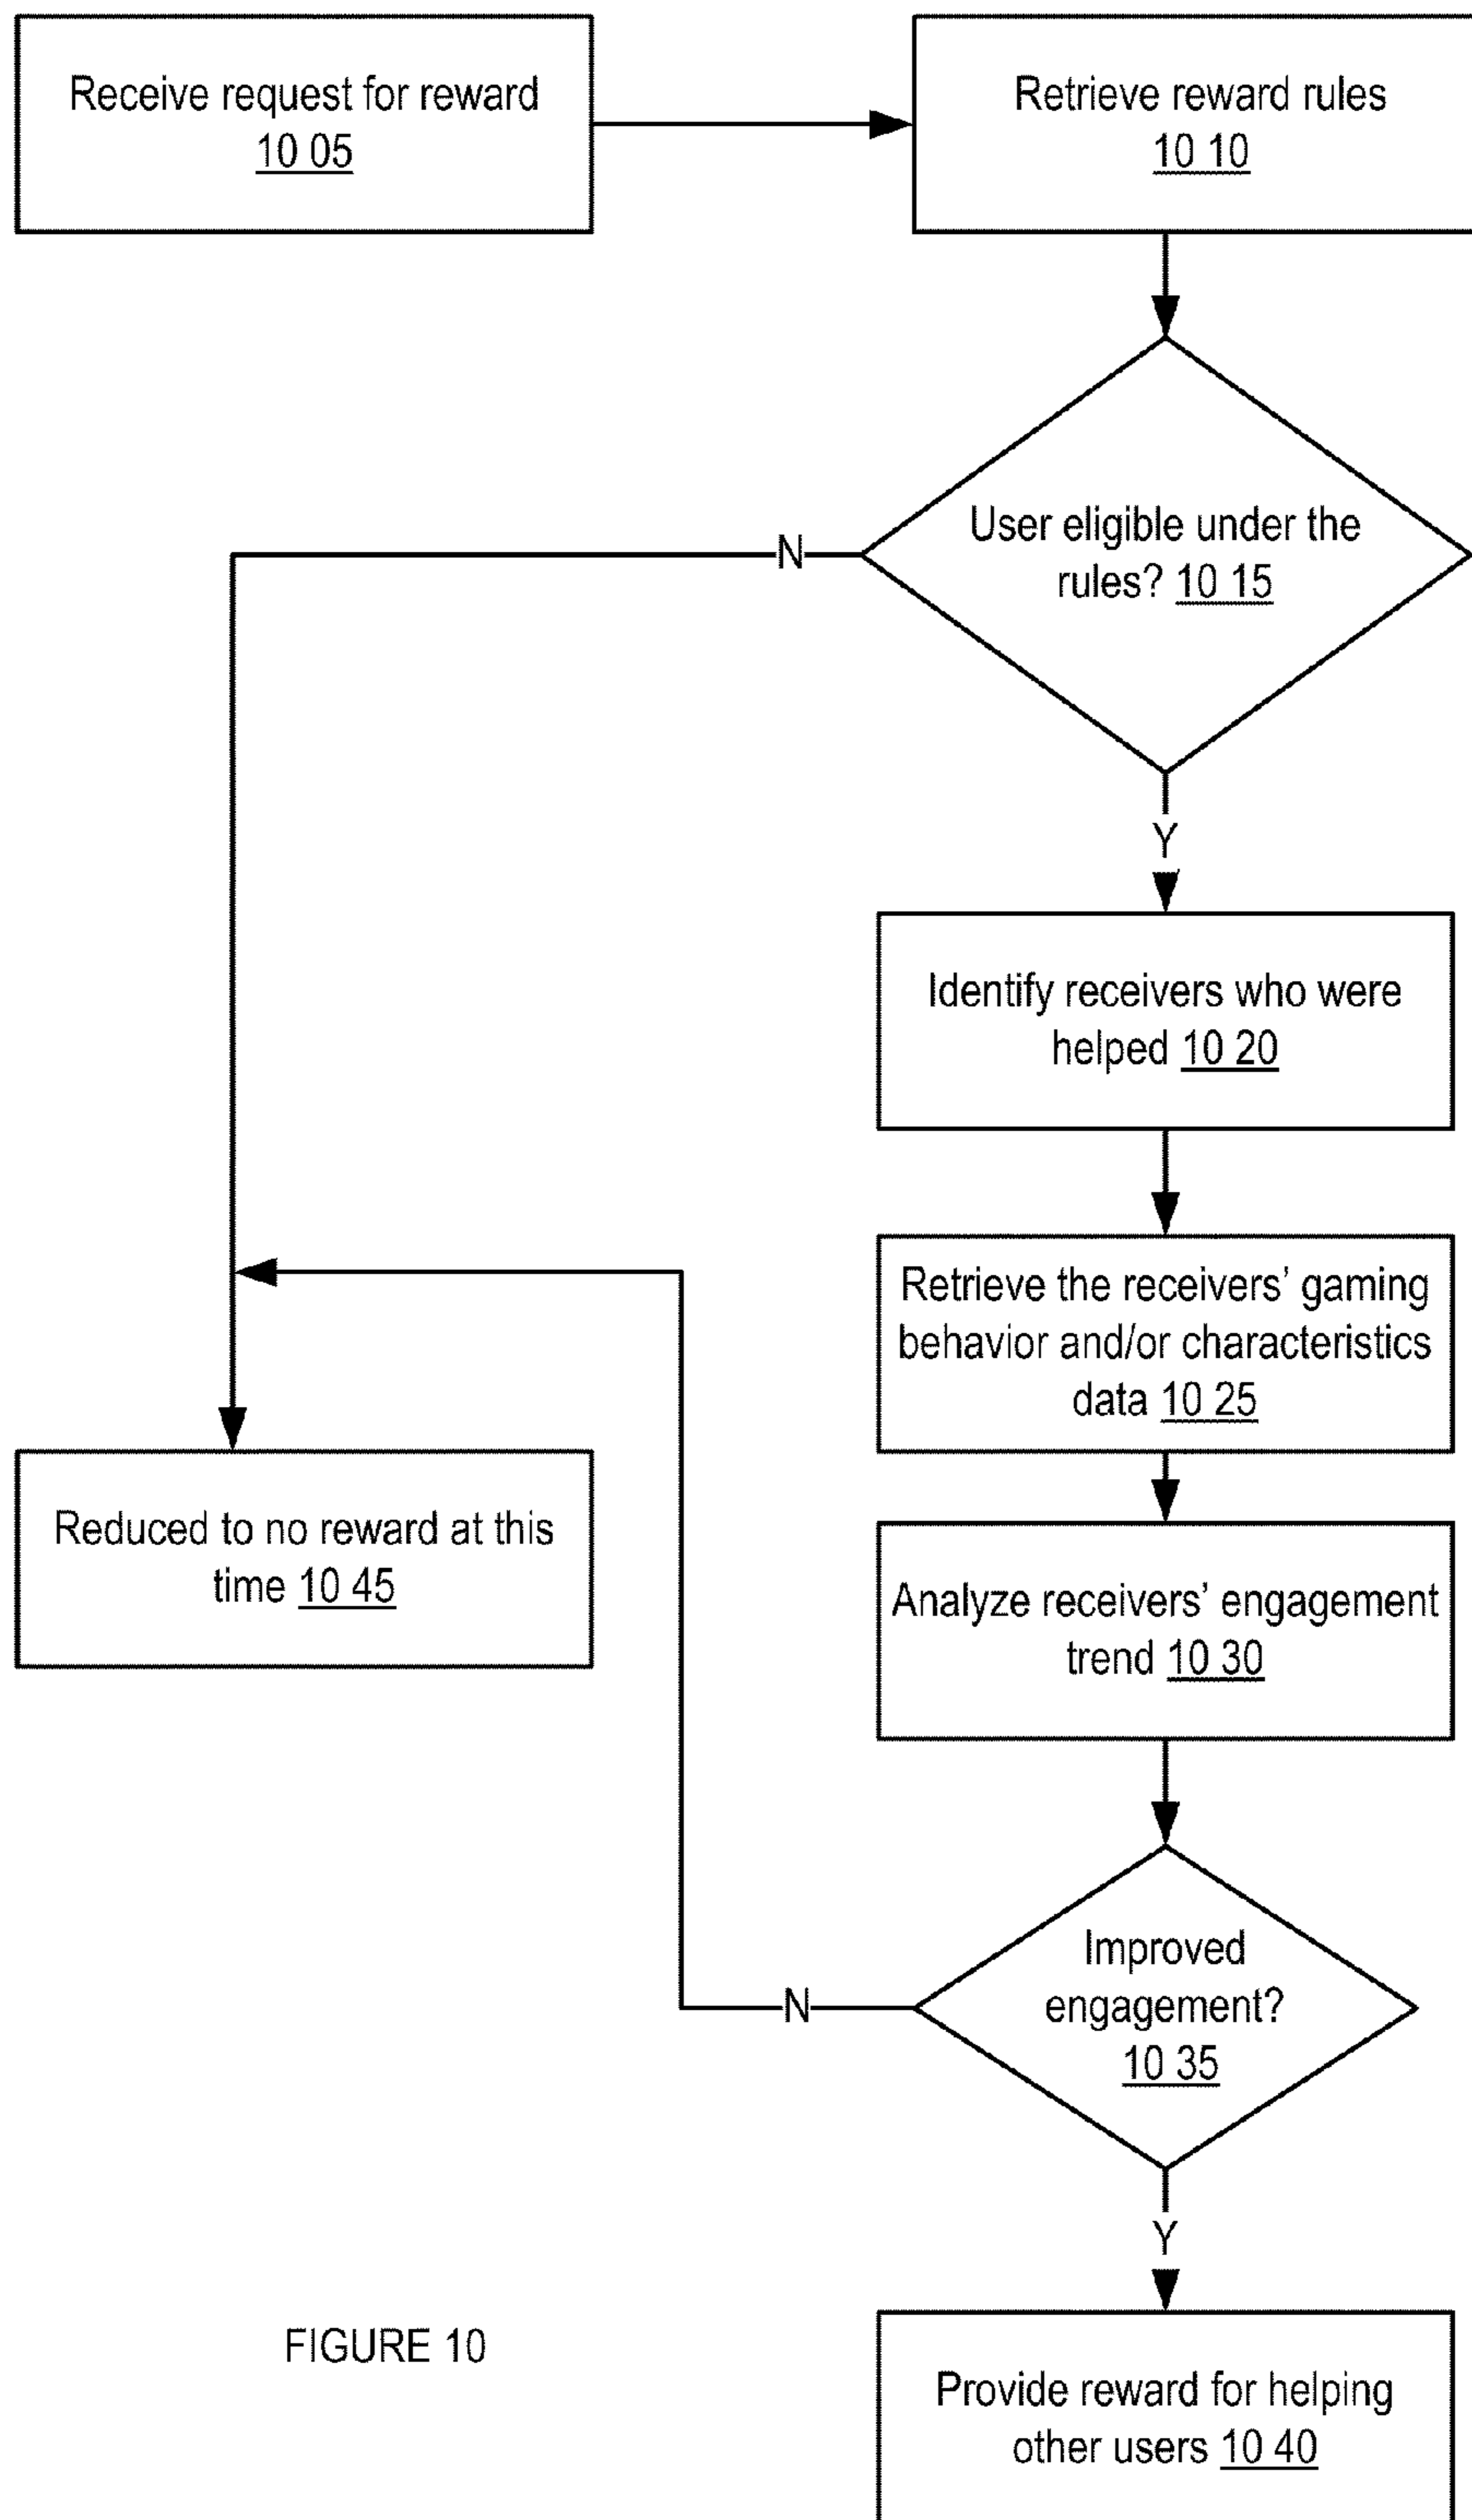 Receive request for reward
10 05
Retrieve reward rules
10 10
User eligible under the
rules? 10 15
N
Y
Identify receivers who were
helped 10 20
Retrieve the receivers’ gaming
behavior and/or characteristics
data 10 25
Reduced to no reward at this
time 10 45
Analyze receivers’ engagement
trend 10 30
Improved
engagement?
10 35
N
Y
FIGURE 10
Provide reward for helping
other users 10 40